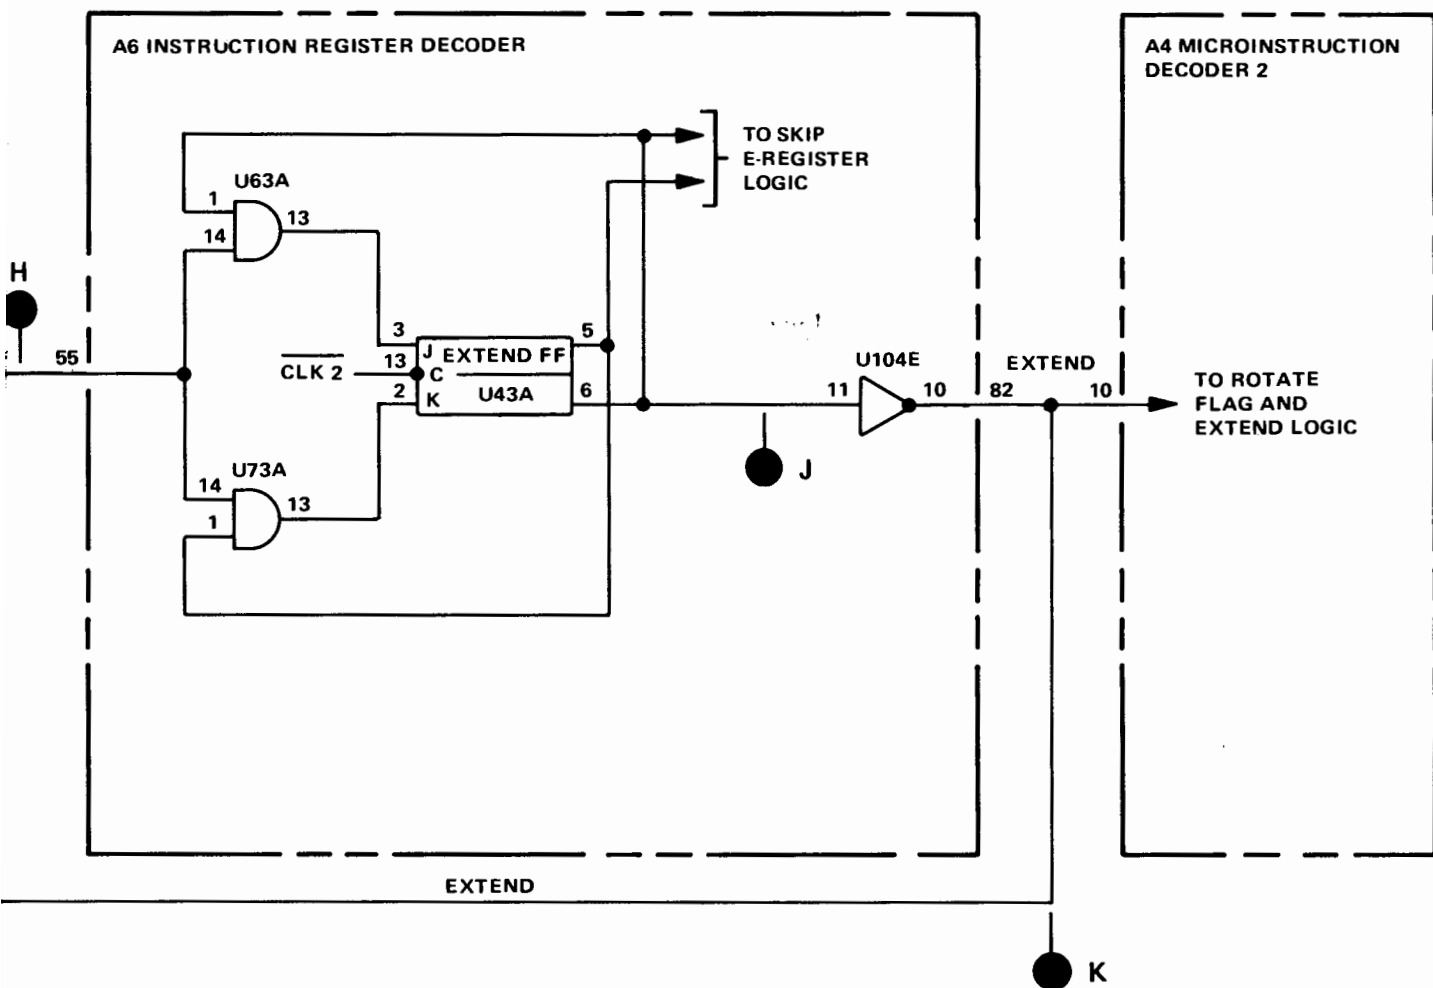 A6 INSTRUCTION REGISTER DECODER
A4 MICROINSTRUCTION
DECODER 2
TO SKIP
E-REGISTER
LOGIC
U63A
1
13
14
H
55
3
J EXTEND FF
5
CLK 2
13
C
2
K
U43A
6
U104E
11
10
82
EXTEND
10
TO ROTATE
FLAG AND
EXTEND LOGIC
J
U73A
14
13
1
EXTEND
K